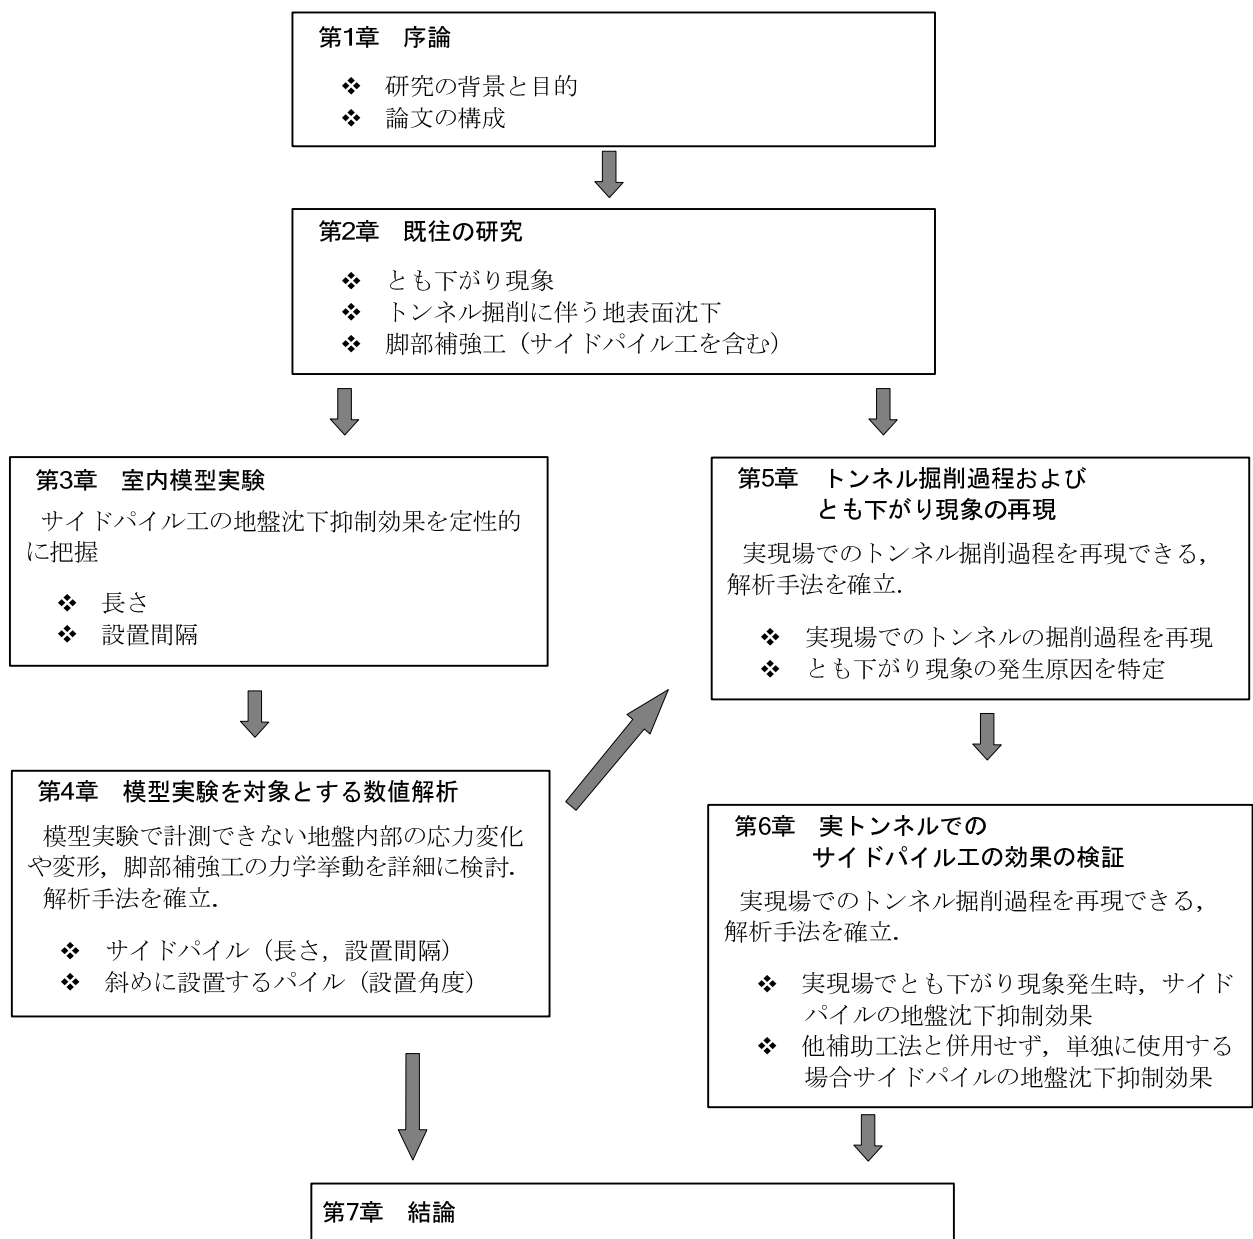 第1章　序論
❖　研究の背景と目的
❖　論文の構成
第2章　既往の研究
❖　とも下がり現象
❖　トンネル掘削に伴う地表面沈下
❖　脚部補強工（サイドパイル工を含む）
第3章　室内模型実験
サイドパイル工の地盤沈下抑制効果を定性的
に把握
❖　長さ
❖　設置間隔
第4章　模型実験を対象とする数値解析
模型実験で計測できない地盤内部の応力変化
や変形，脚部補強工の力学挙動を詳細に検討．
解析手法を確立．
❖　サイドパイル（長さ，設置間隔）
❖　斜めに設置するパイル（設置角度）
第5章　トンネル掘削過程および
とも下がり現象の再現
実現場でのトンネル掘削過程を再現できる，
解析手法を確立．
❖　実現場でのトンネルの掘削過程を再現
❖　とも下がり現象の発生原因を特定
第6章　実トンネルでの
サイドパイル工の効果の検証
実現場でのトンネル掘削過程を再現できる，
解析手法を確立．
❖　実現場でとも下がり現象発生時，サイド
パイルの地盤沈下抑制効果
❖　他補助工法と併用せず，単独に使用する
場合サイドパイルの地盤沈下抑制効果
第7章　結論